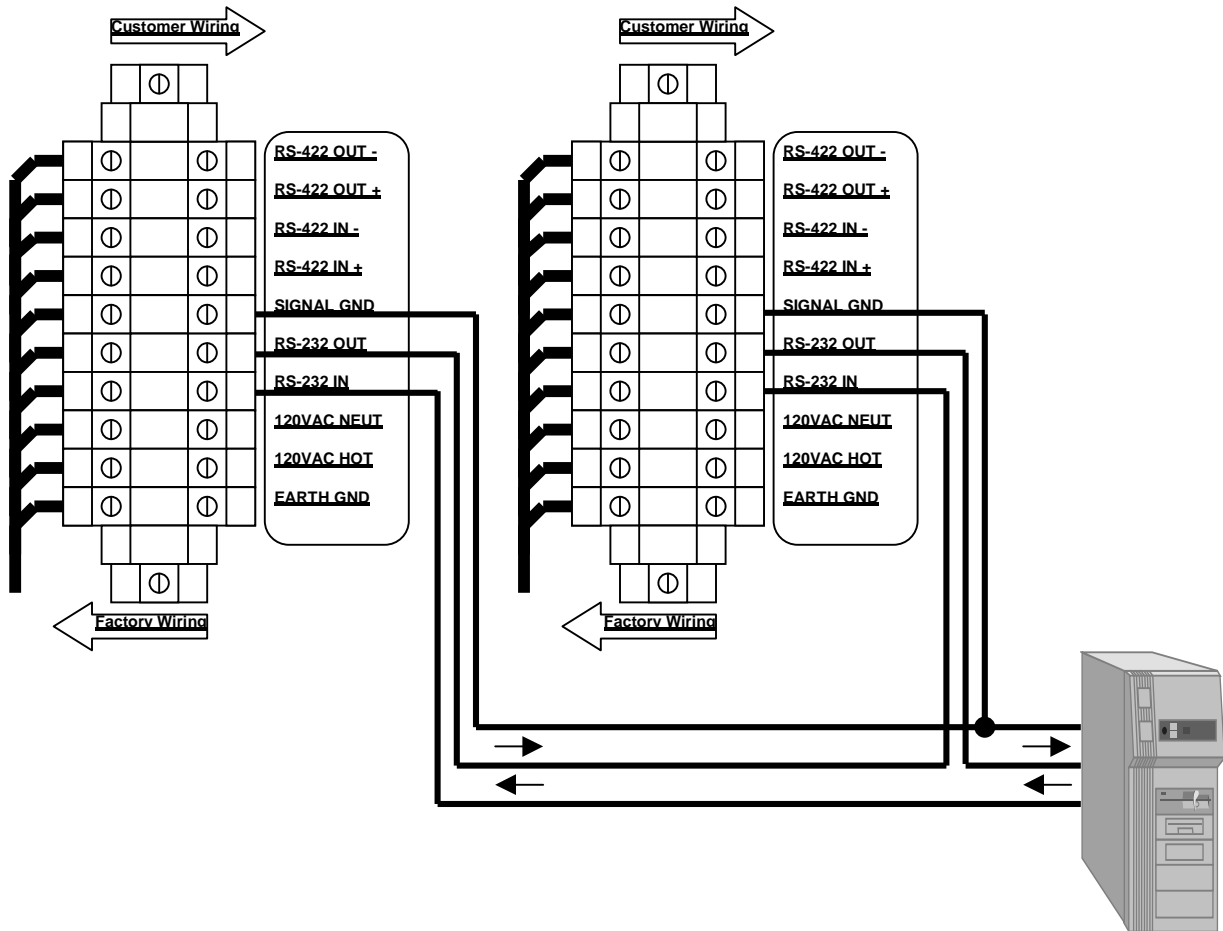 Customer Wiring
RS-422 OUT -
RS-422 OUT +
RS-422 IN -
RS-422 IN +
SIGNAL GND
RS-232 OUT
RS-232 IN
120VAC NEUT
120VAC HOT
EARTH GND
Factory Wiring
Customer Wiring
RS-422 OUT -
RS-422 OUT +
RS-422 IN -
RS-422 IN +
SIGNAL GND
RS-232 OUT
RS-232 IN
120VAC NEUT
120VAC HOT
EARTH GND
Factory Wiring